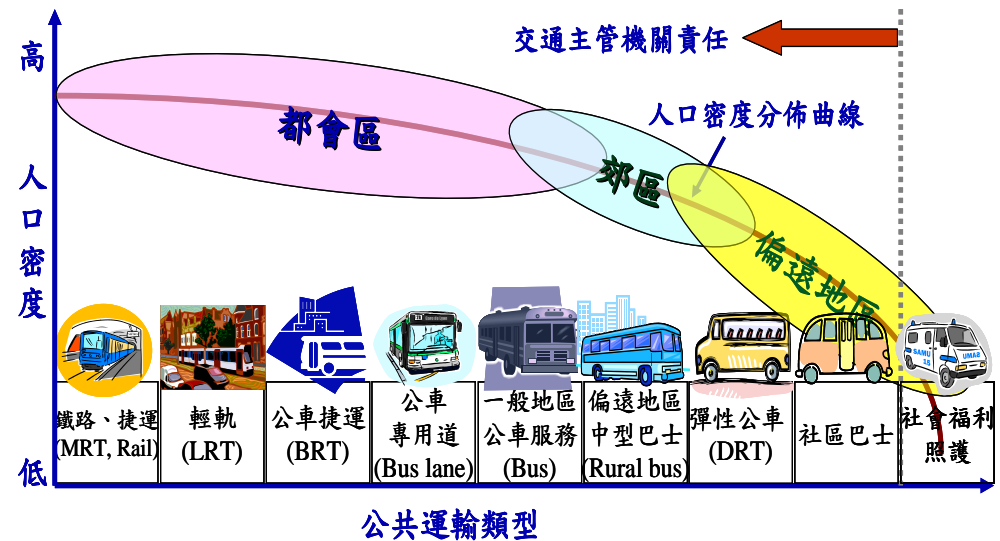 高
人口密度
低
交通主管機關責任
人口密度分佈曲線
都會區
郊區
偏遠地區
SAMU
15
UMAS
鐵路、捷運
(MRT, Rail)
輕軌
(LRT)
公車捷運
(BRT)
公車
專用道
(Bus lane)
一般地區
公車服務
(Bus)
偏遠地區
中型巴士
(Rural bus)
彈性公車
(DRT)
社區巴士
社會福利
照護
公共運輸類型